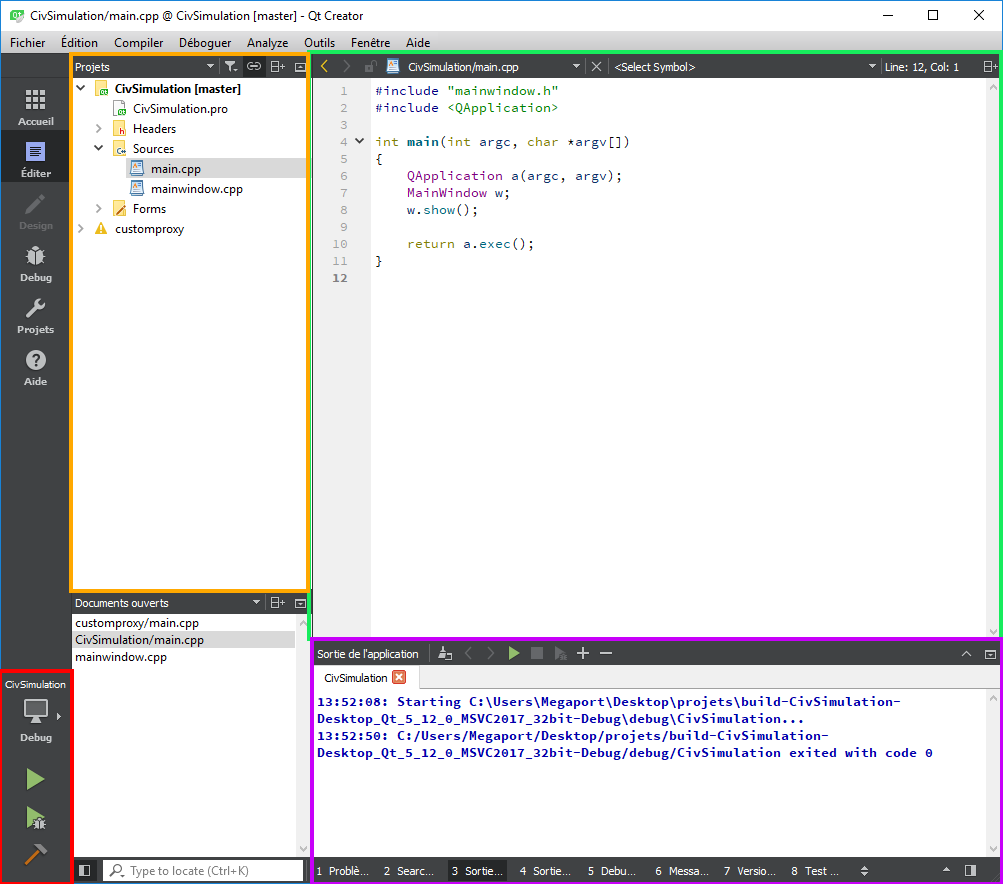 CivSimulation/main.cpp @ CivSimulation [master] - Qt Creator
Fichier Édition Compiler Déboguer Analyze Outils Fenêtre Aide
Projets
CivSimulation/main.cpp
<Select Symbol>
Line: 12, Col: 1
Accueil
Éditer
Design
Debug
Projets
Aide
CivSimulation [master]
CivSimulation.pro
Headers
Sources
main.cpp
mainwindow.cpp
Forms
customproxy
1 #include "mainwindow.h"
2 #include <QApplication>
3
4 int main(int argc, char *argv[])
5 {
6 QApplication a(argc, argv);
7 MainWindow w;
8 w.show();
9
10 return a.exec();
11 }
12
Documents ouverts
customproxy/main.cpp
CivSimulation/main.cpp
mainwindow.cpp
CivSimulation
Debug
Sortie de l'application
CivSimulation
13:52:08: Starting C:\Users\Megaport\Desktop\projets\build-CivSimulation-
Desktop_Qt_5_12_0_MSVC2017_32bit-Debug\debug\CivSimulation...
13:52:50: C:/Users/Megaport/Desktop/projets/build-CivSimulation-
Desktop_Qt_5_12_0_MSVC2017_32bit-Debug/debug/CivSimulation exited with code 0
Type to locate (Ctrl+K)
1 Problè... 2 Searc... 3 Sortie... 4 Sortie... 5 Debu... 6 Messa... 7 Versio... 8 Test ...